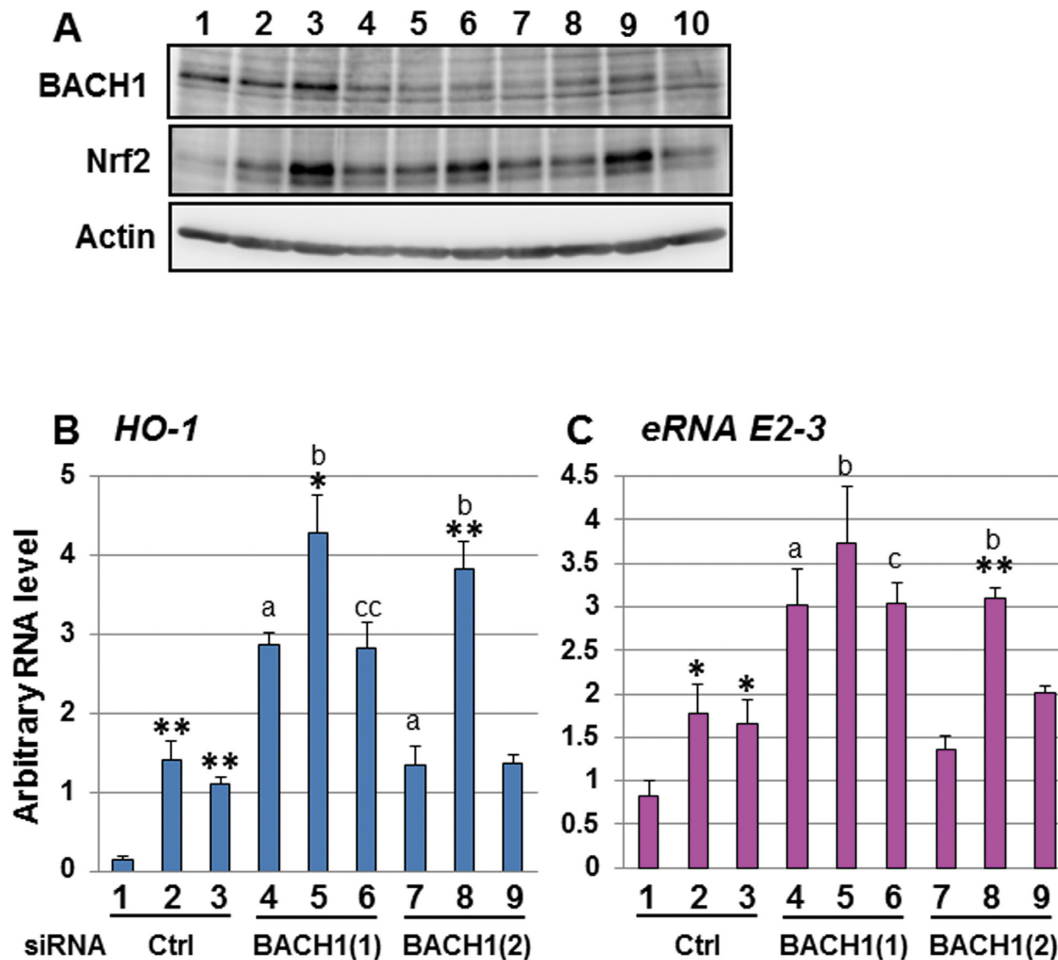 A 1 2 3 4 5 6 7 8 9 10
BACH1
Nrf2
Actin
B HO-1
b
*
b
**
a
cc
**
**
a
5
4
3
2
1
0
Arbitrary RNA level
1 2 3 4 5 6 7 8 9
siRNA Ctrl BACH1(1) BACH1(2)
C eRNA E2-3
b
a
c
b
**
*
*
4.5
4
3.5
3
2.5
2
1.5
1
0.5
0
1 2 3 4 5 6 7 8 9
Ctrl BACH1(1) BACH1(2)